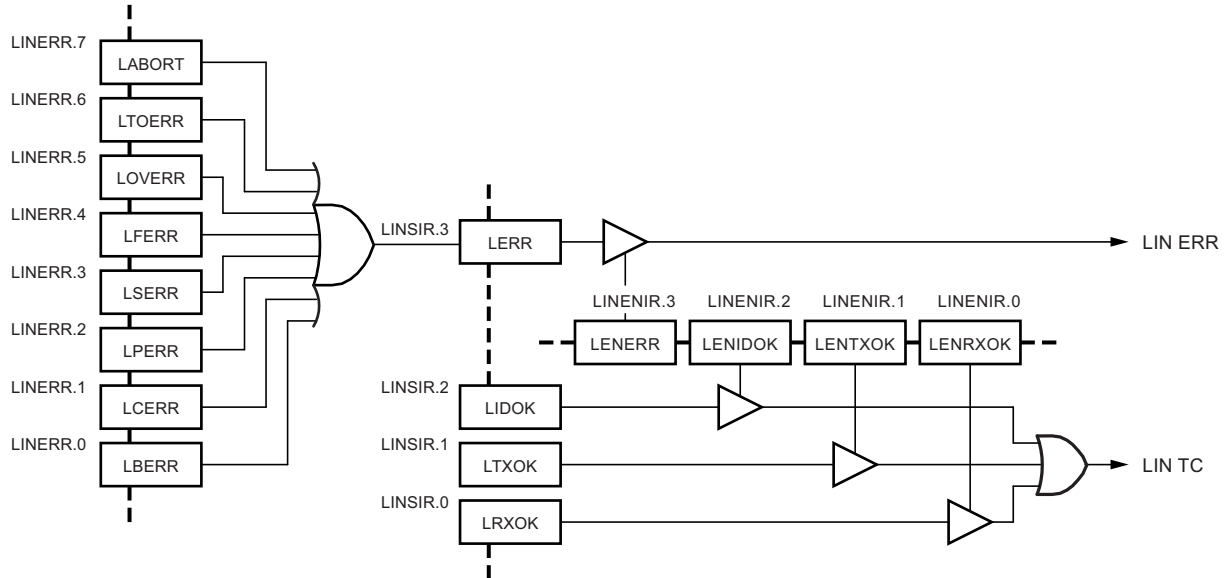 LINERR.7
LABORT
LINERR.6
LTOERR
LINERR.5
LOVERR
LINERR.4
LFERR
LINERR.3
LSERR
LINERR.2
LPERR
LINERR.1
LCERR
LINERR.0
LBERR
LINSIR.3
LERR
LIN ERR
LINENIR.3 LINENIR.2 LINENIR.1 LINENIR.0
LENERR LENIDOK LENTXOK LENRXOK
LINSIR.2
LIDOK
LINSIR.1
LTXOK
LIN TC
LINSIR.0
LRXOK